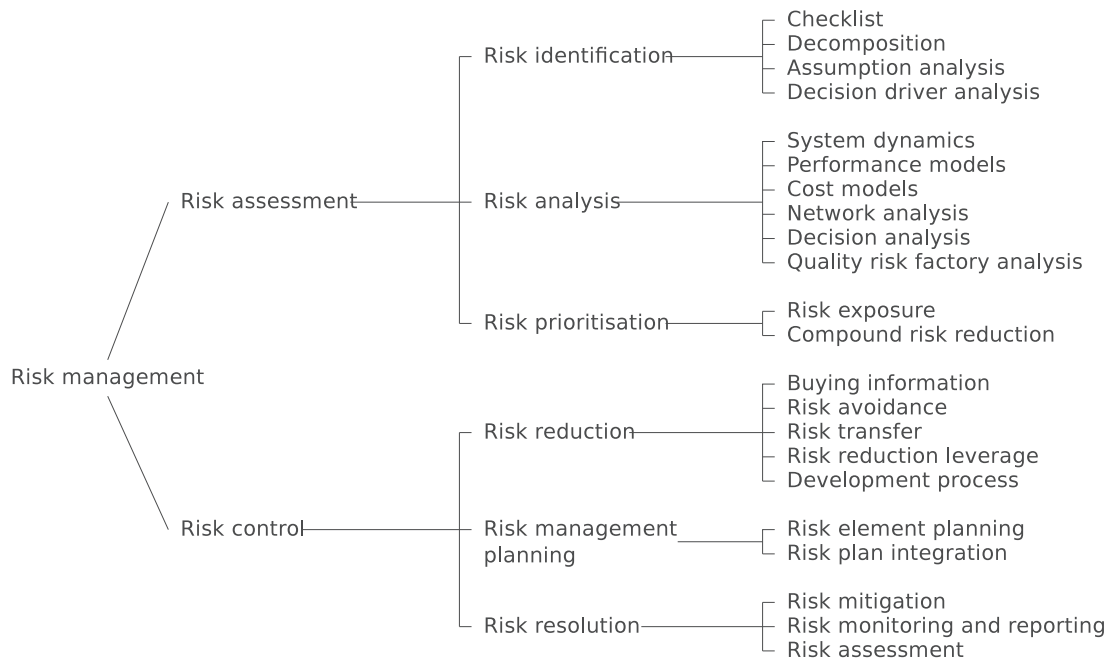 Checklist
Risk identification
Decomposition
Assumption analysis
Decision driver analysis
System dynamics
Performance models
Cost models
Risk assessment
Risk analysis
Network analysis
Decision analysis
Quality risk factory analysis
Risk exposure
Risk prioritisation
Compound risk reduction
Risk management
Buying information
Risk avoidance
Risk reduction
Risk transfer
Risk reduction leverage
Development process
Risk control
Risk management
planning
Risk element planning
Risk plan integration
Risk mitigation
Risk resolution
Risk monitoring and reporting
Risk assessment